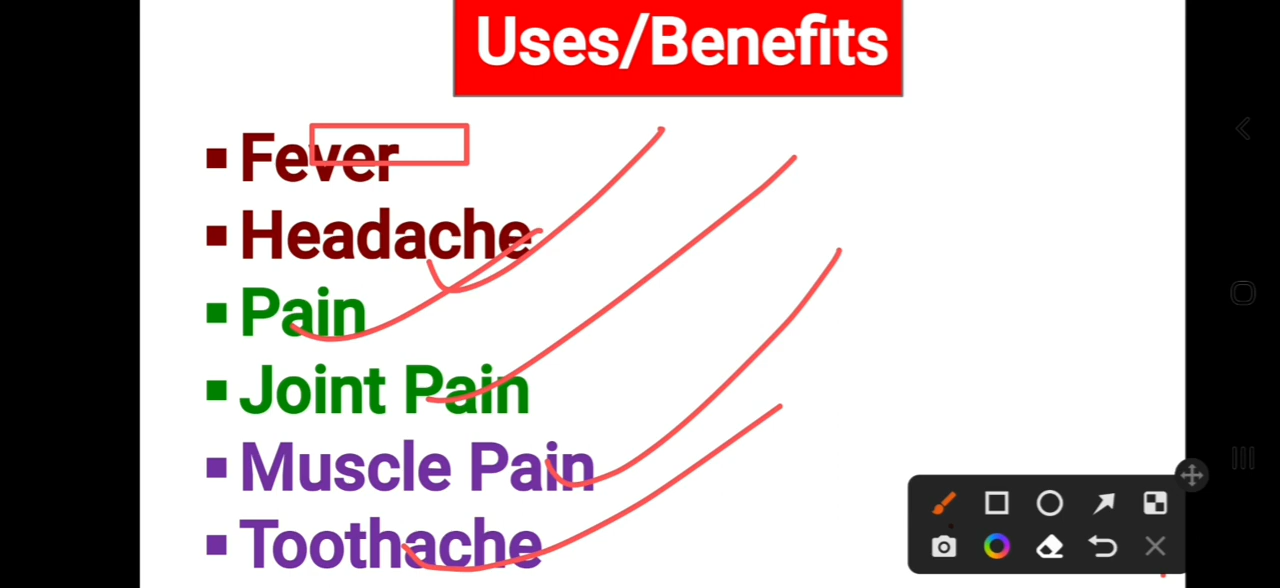 Uses/Benefits
▪ Fever
▪ Headache
▪ Pain
▪ Joint Pain
▪ Muscle Pain
▪ Toothache